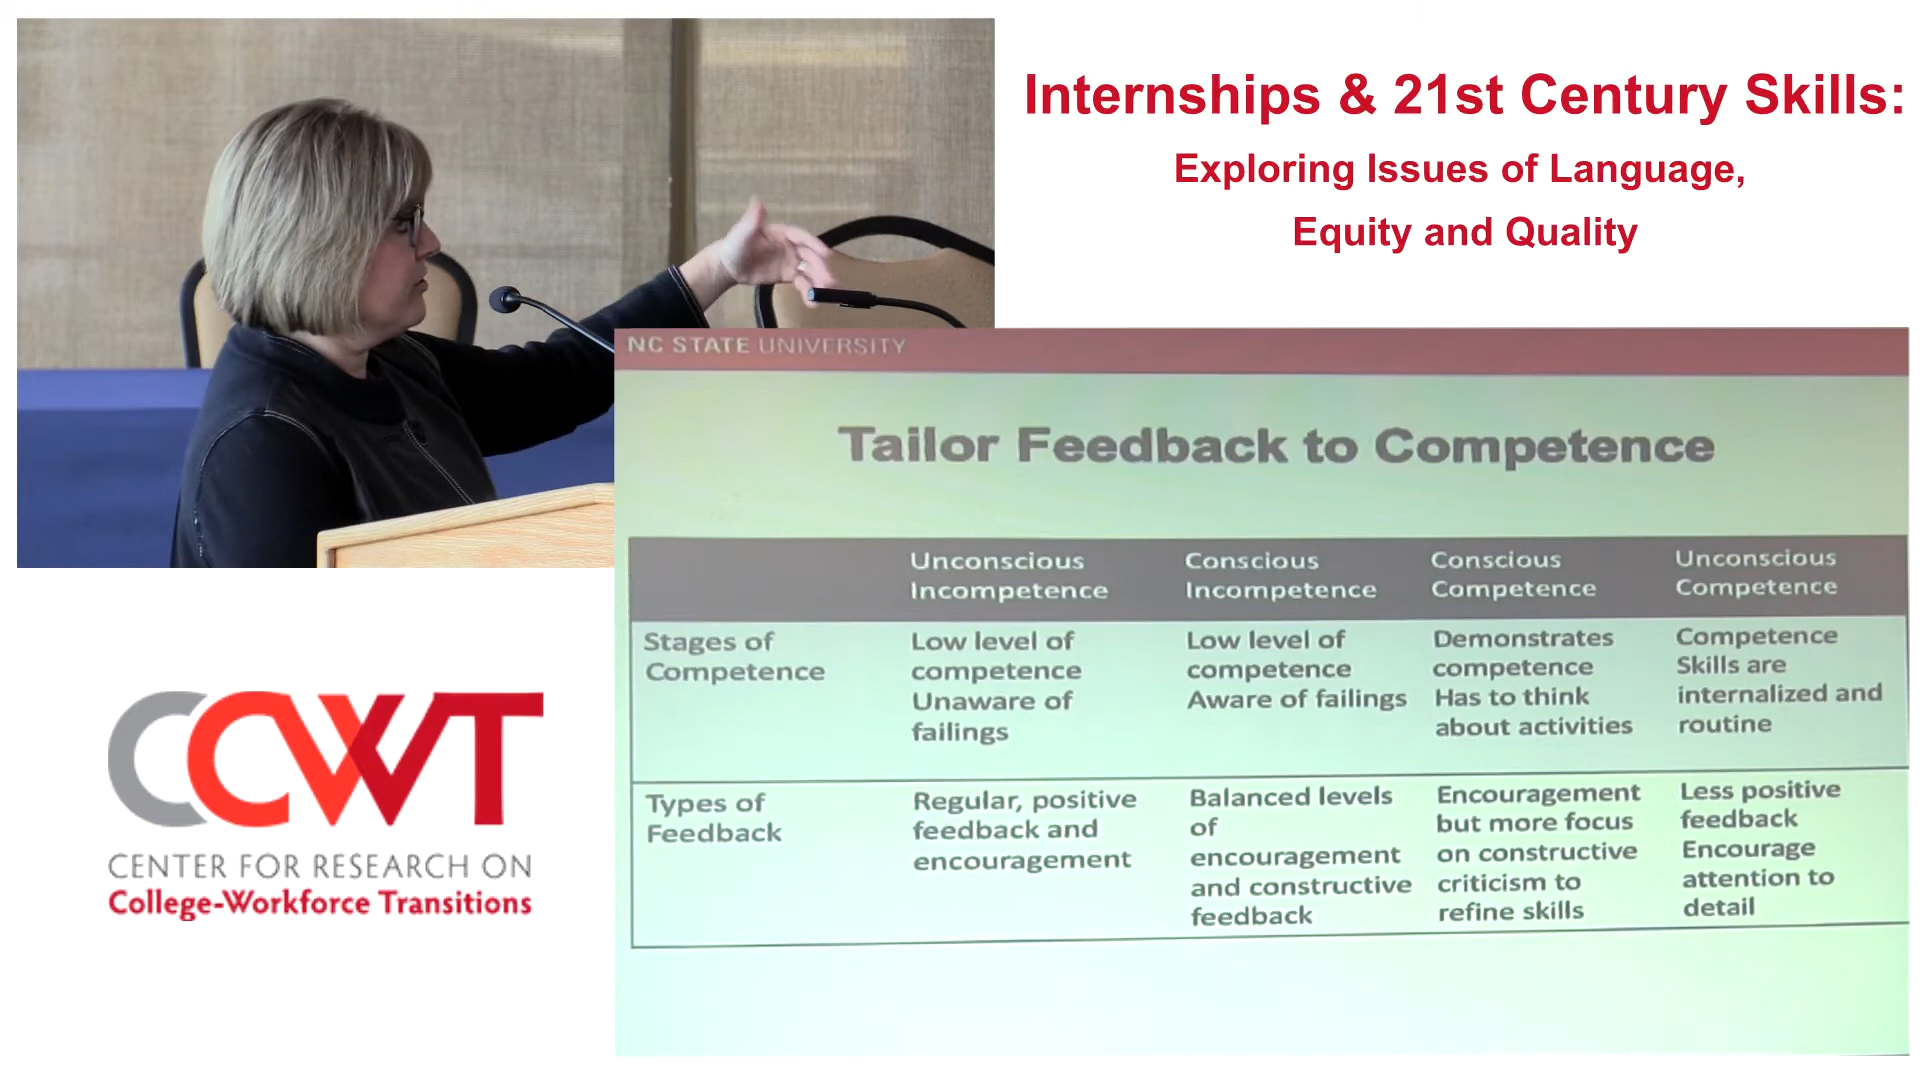 Internships & 21st Century Skills:
Exploring Issues of Language,
Equity and Quality
NC STATE UNIVERSITY
Tailor Feedback to Competence
Unconscious
Incompetence
Conscious
Incompetence
Conscious
Competence
Unconscious
Competence
Stages of
Competence
Low level of
competence
Unaware of
failings
Low level of
competence
Aware of failings
Demonstrates
competence
Has to think
about activities
Competence
Skills are
internalized and
routine
Types of
Feedback
Regular, positive
feedback and
encouragement
Balanced levels
of
encouragement
and constructive
feedback
Encouragement
but more focus
on constructive
criticism to
refine skills
Less positive
feedback
Encourage
attention to
detail
CCWT
CENTER FOR RESEARCH ON
College-Workforce Transitions